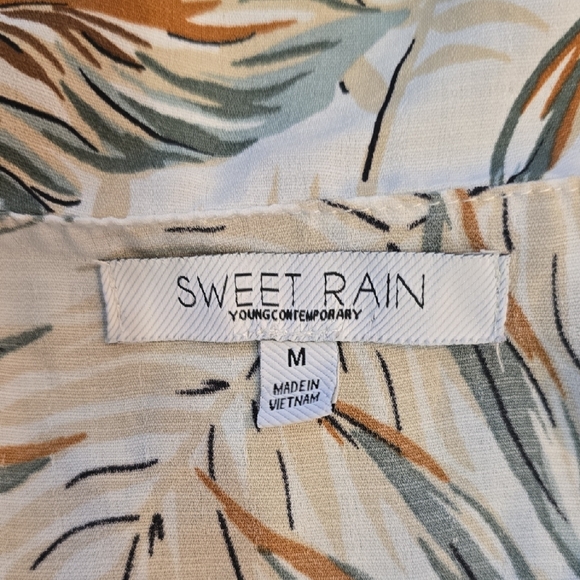 SWEET RAIN
YOUNGCONTEMPORARY
M
MADE IN
VIETNAM